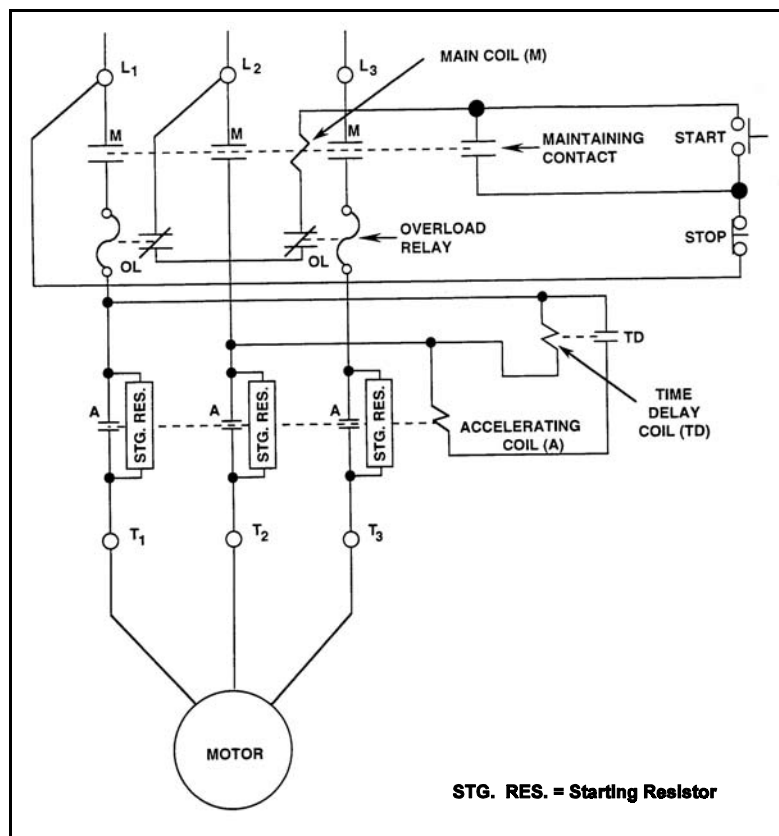 L1
L2
L3
MAIN COIL (M)
M
M
M
MAINTAINING
CONTACT
START
OVERLOAD
RELAY
STOP
OL
OL
TD
A
STG. RES.
A
STG. RES.
A
STG. RES.
ACCELERATING
COIL (A)
TIME
DELAY
COIL (TD)
T1
T2
T3
MOTOR
STG. RES. = Starting Resistor